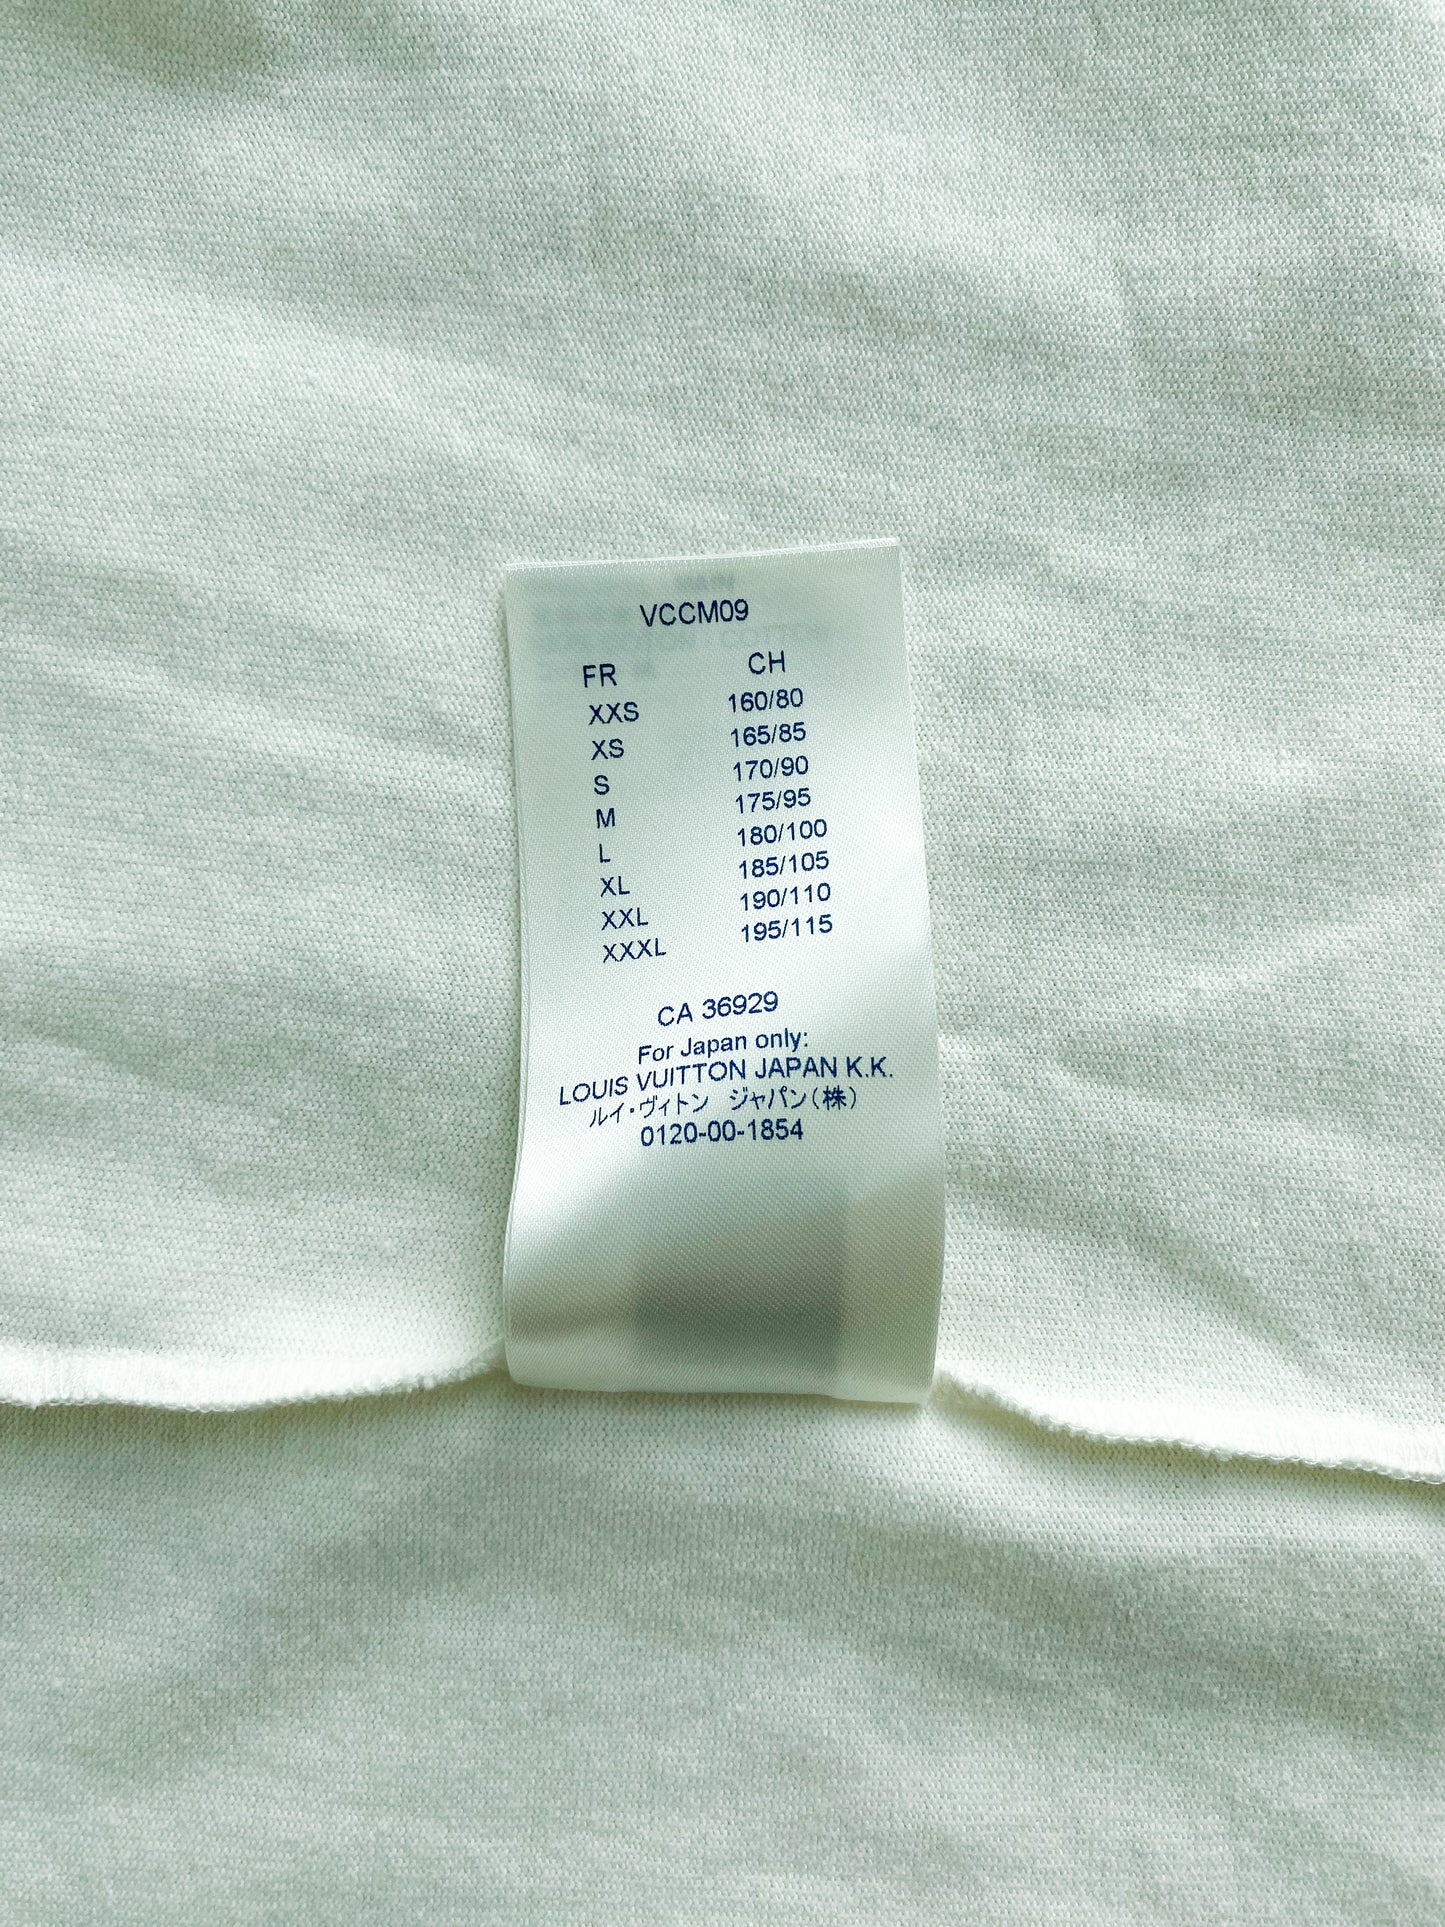 VCCM09
FR CH
XXS 160/80
XS 165/85
S 170/90
M 175/95
L 180/100
XL 185/105
XXL 190/110
XXXL 195/115
CA 36929
For Japan only:
LOUIS VUITTON JAPAN K.K.
ルイ・ヴィトン ジャパン(株)
0120-00-1854